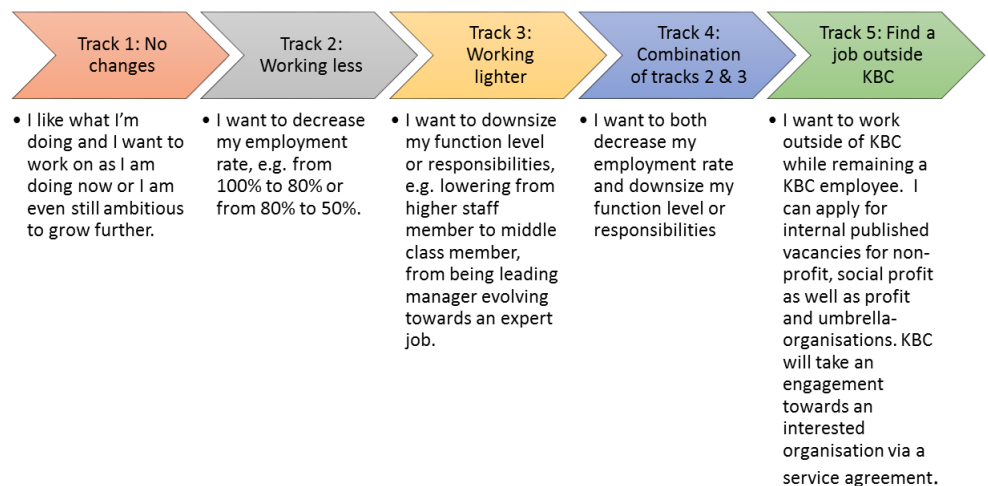 Track 1: No
changes
• I like what I'm
doing and I want to
work on as I am
doing now or I am
even still ambitious
to grow further.
Track 2:
Working less
• I want to decrease
my employment
rate, e.g. from
100% to 80% or
from 80% to 50%.
Track 3:
Working
lighter
• I want to downsize
my function level
or responsibilities,
e.g. lowering from
higher staff
member to middle
class member,
from being leading
manager evolving
towards an expert
job.
Track 4:
Combination
of tracks 2 & 3
• I want to both
decrease my
employment rate
and downsize my
function level or
responsibilities
Track 5: Find a
job outside
KBC
• I want to work
outside of KBC
while remaining a
KBC employee. I
can apply for
internal published
vacancies for non-
profit, social profit
as well as profit
and umbrella-
organisations. KBC
will take an
engagement
towards an
interested
organisation via a
service agreement.